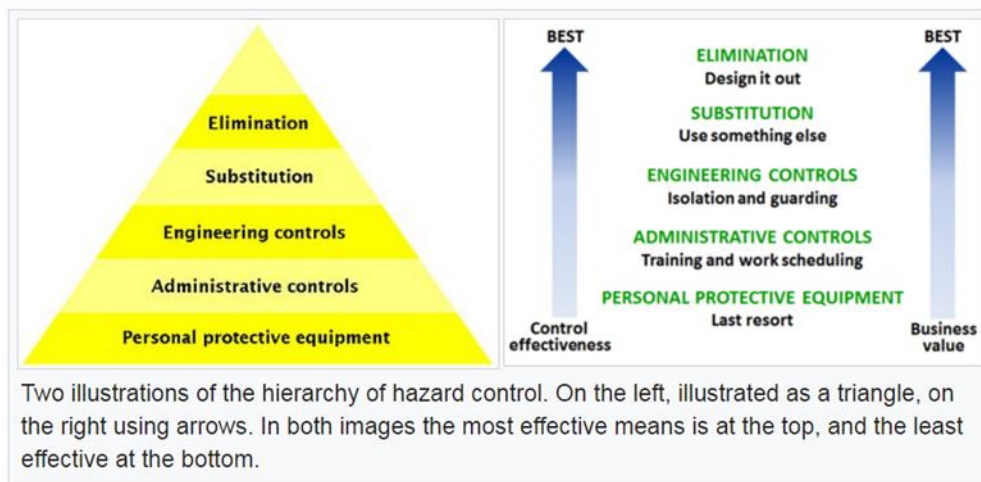 Elimination
Substitution
Engineering controls
Administrative controls
Personal protective equipment
BEST
BEST
ELIMINATION
Design it out
SUBSTITUTION
Use something else
ENGINEERING CONTROLS
Isolation and guarding
ADMINISTRATIVE CONTROLS
Training and work scheduling
PERSONAL PROTECTIVE EQUIPMENT
Last resort
Control
effectiveness
Business
value
Two illustrations of the hierarchy of hazard control. On the left, illustrated as a triangle, on
the right using arrows. In both images the most effective means is at the top, and the least
effective at the bottom.